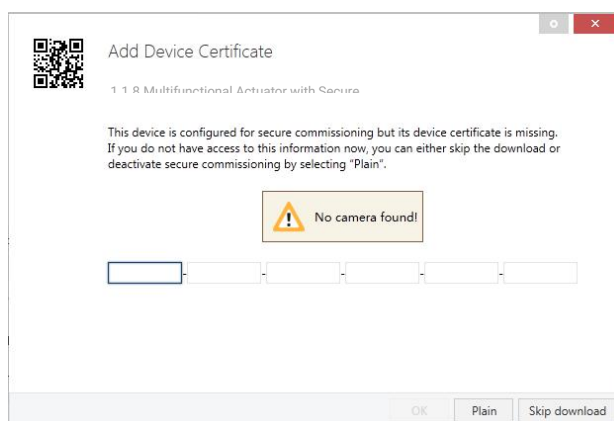 Add Device Certificate
1.1.8 Multifunctional Actuator with Secure
This device is configured for secure commissioning but its device certificate is missing.
If you do not have access to this information now, you can either skip the download or
deactivate secure commissioning by selecting "Plain".
No camera found!
- - - - -
OK Plain Skip download